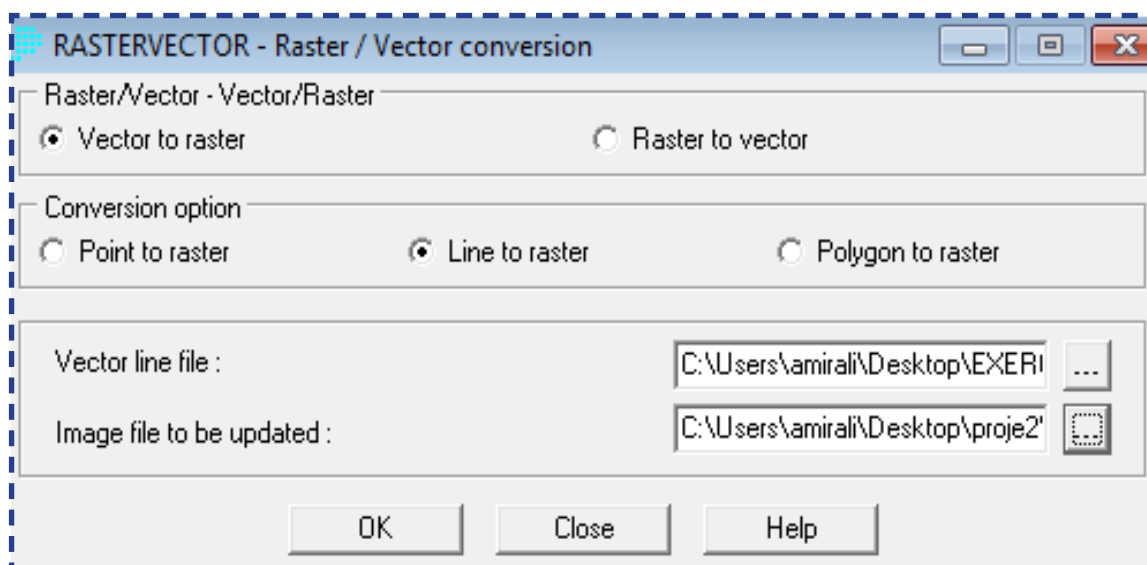 RASTERVECTOR - Raster / Vector conversion
Raster/Vector - Vector/Raster
Vector to raster Raster to vector
Conversion option
Point to raster Line to raster Polygon to raster
Vector line file : C:\Users\amirali\Desktop\EXER ...
Image file to be updated : C:\Users\amirali\Desktop\proje2 ...
OK Close Help